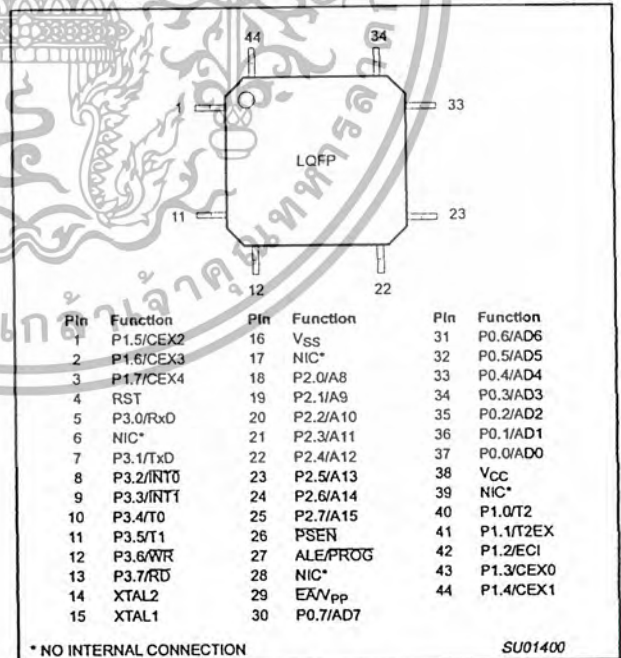 44 34
1 33
LQFP
11 23
12 22
Pin Function Pin Function Pin Function
1 P1.5/CEX2 16 VSS 31 P0.6/AD6
2 P1.6/CEX3 17 NIC* 32 P0.5/AD5
3 P1.7/CEX4 18 P2.0/A8 33 P0.4/AD4
4 RST 19 P2.1/A9 34 P0.3/AD3
5 P3.0/RxD 20 P2.2/A10 35 P0.2/AD2
6 NIC* 21 P2.3/A11 36 P0.1/AD1
7 P3.1/TxD 22 P2.4/A12 37 P0.0/AD0
8 P3.2/I̅N̅T̅0̅ 23 P2.5/A13 38 VCC
9 P3.3/I̅N̅T̅1̅ 24 P2.6/A14 39 NIC*
10 P3.4/T0 25 P2.7/A15 40 P1.0/T2
11 P3.5/T1 26 P̅S̅E̅N̅ 41 P1.1/T2EX
12 P3.6/W̅R̅ 27 ALE/P̅R̅O̅G̅ 42 P1.2/ECI
13 P3.7/R̅D̅ 28 NIC* 43 P1.3/CEX0
14 XTAL2 29 E̅A̅/VPP 44 P1.4/CEX1
15 XTAL1 30 P0.7/AD7
* NO INTERNAL CONNECTION SU01400